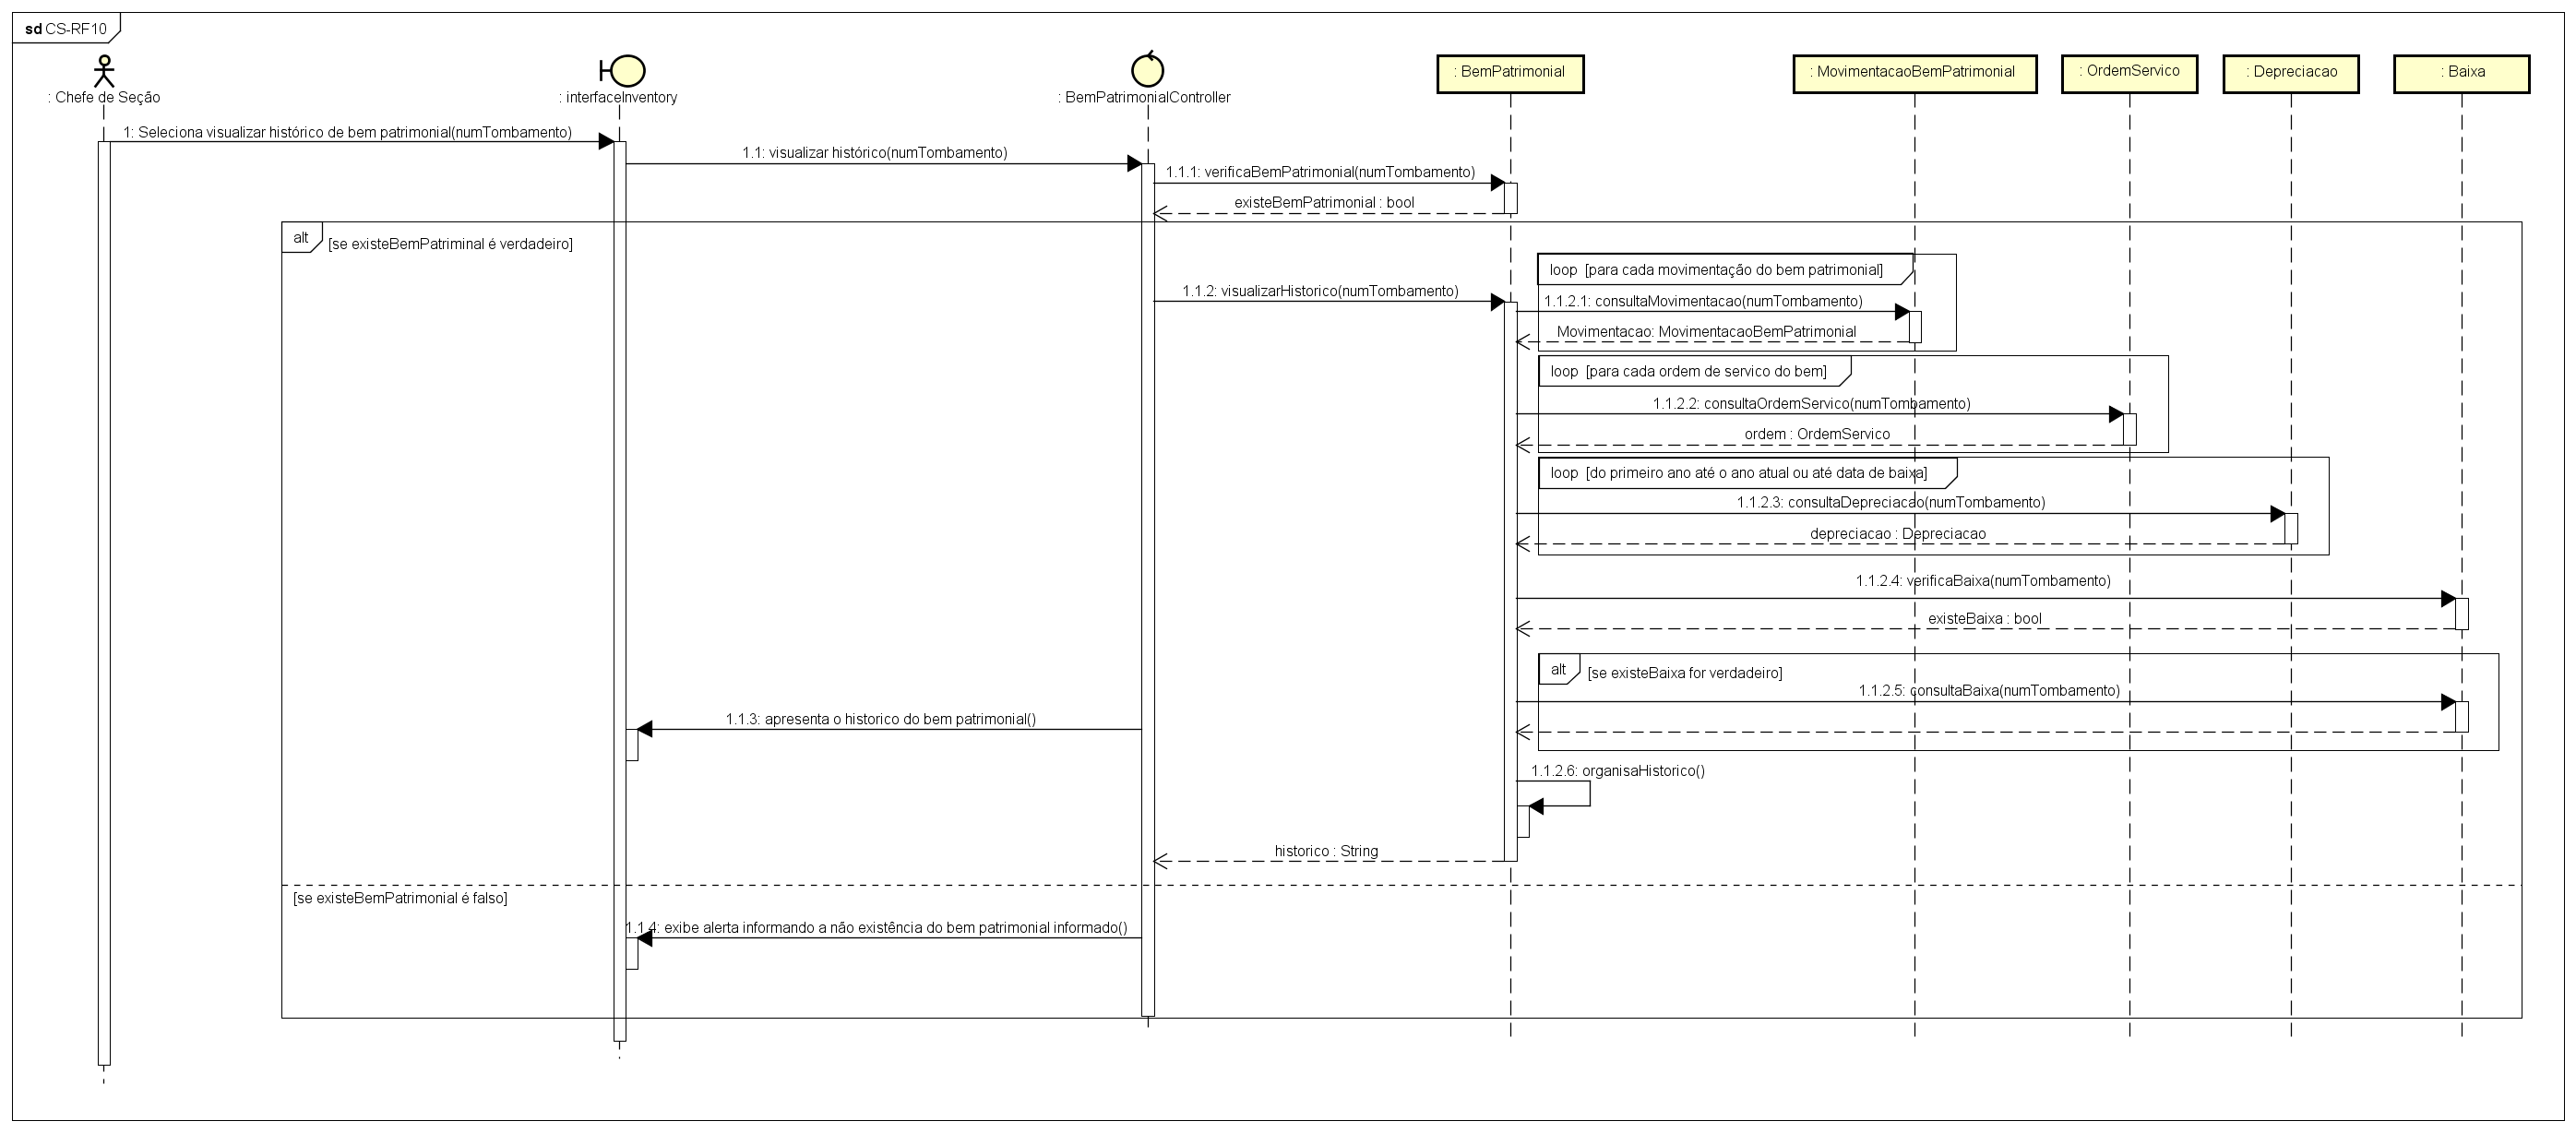 sd CS-RF10
: Chefe de Seção
: interfaceInventory
: BemPatrimonialController
: BemPatrimonial
: MovimentacaoBemPatrimonial
: OrdemServico
: Depreciacao
: Baixa
1: Seleciona visualizar histórico de bem patrimonial(numTombamento)
1.1: visualizar histórico(numTombamento)
1.1.1: verificaBemPatrimonial(numTombamento)
existeBemPatrimonial : bool
alt
[se existeBemPatriminal é verdadeiro]
loop [para cada movimentação do bem patrimonial]
1.1.2: visualizarHistorico(numTombamento)
1.1.2.1: consultaMovimentacao(numTombamento)
Movimentacao: MovimentacaoBemPatrimonial
loop [para cada ordem de servico do bem]
1.1.2.2: consultaOrdemServico(numTombamento)
ordem : OrdemServico
loop [do primeiro ano até o ano atual ou até data de baixa]
1.1.2.3: consultaDepreciacao(numTombamento)
depreciacao : Depreciacao
1.1.2.4: verificaBaixa(numTombamento)
existeBaixa : bool
alt
[se existeBaixa for verdadeiro]
1.1.2.5: consultaBaixa(numTombamento)
1.1.3: apresenta o historico do bem patrimonial()
1.1.2.6: organisaHistorico()
historico : String
[se existeBemPatrimonial é falso]
1.1.4: exibe alerta informando a não existência do bem patrimonial informado()